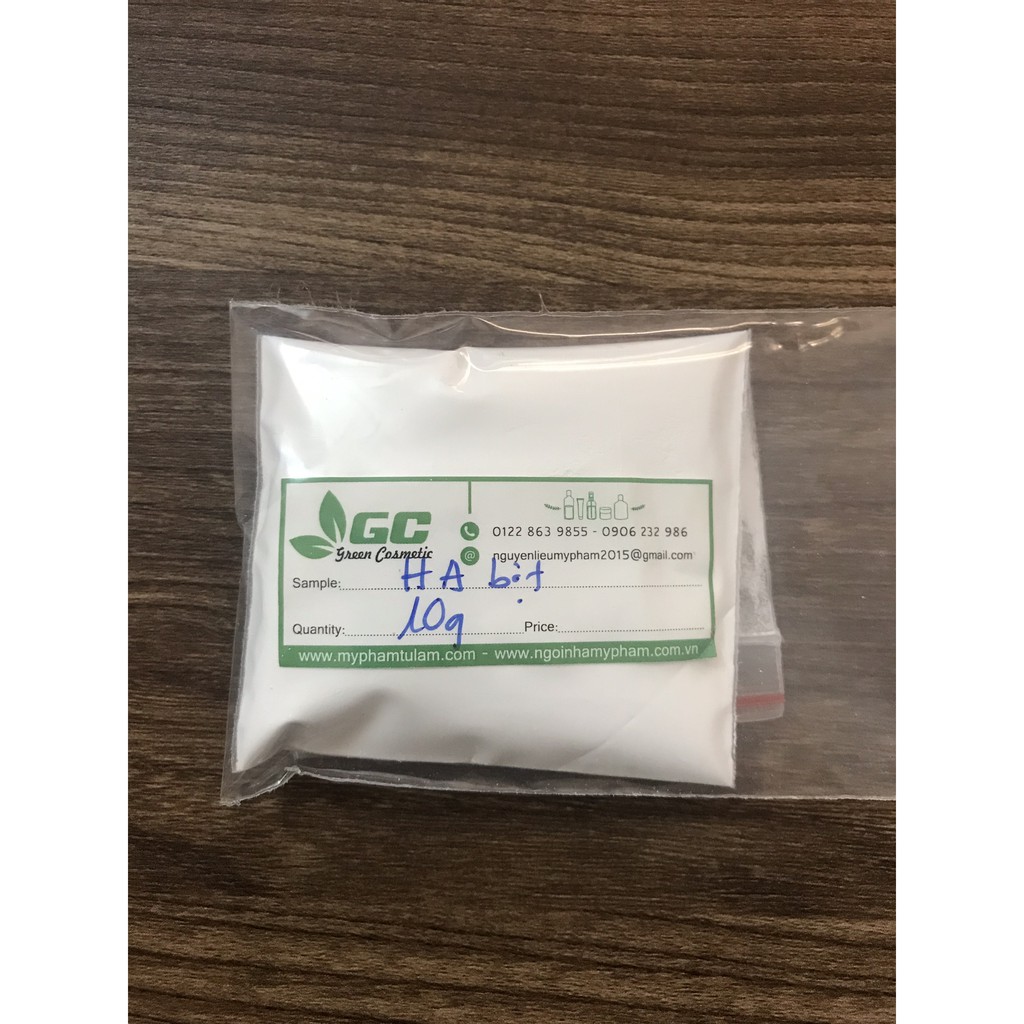 GC
Green Cosmetic
0122 863 9855 - 0906 232 986
@ nguyenlieumypham2015@gmail.com
Sample: HA bột
Quantity: 10g Price:
www.myphamtulam.com - www.ngoinhamypham.com.vn